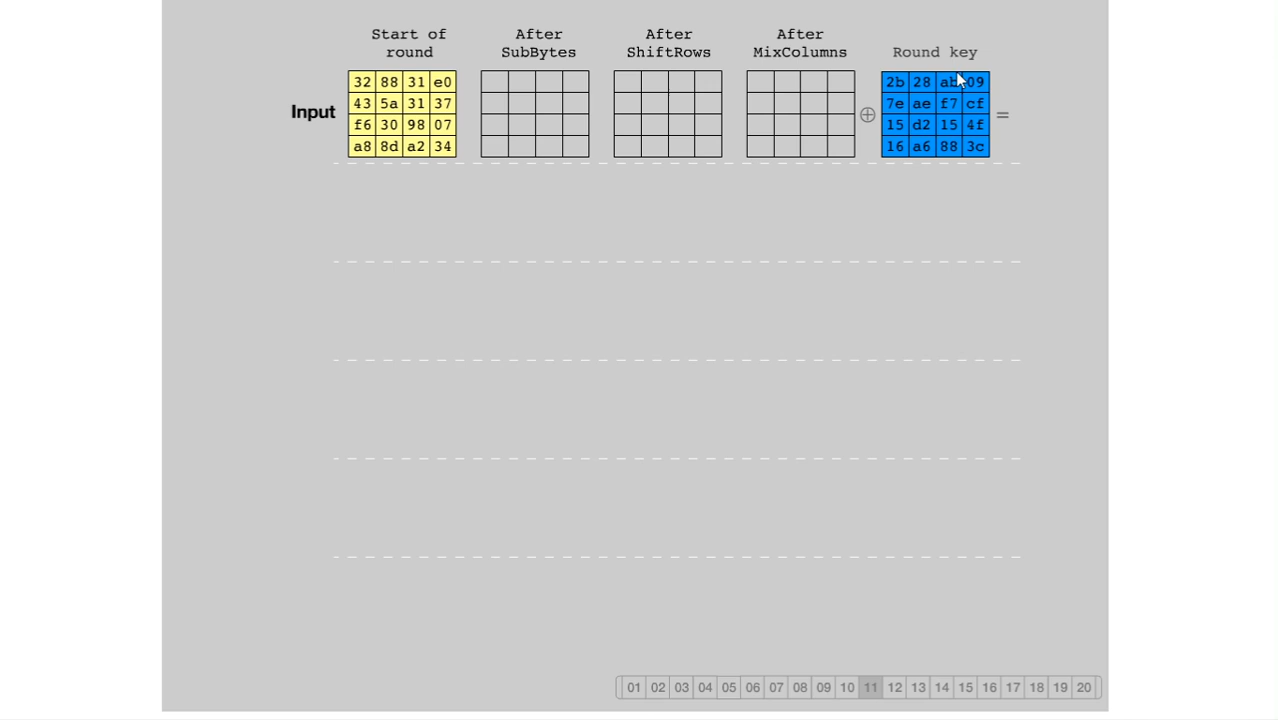 Start of round
After SubBytes
After ShiftRows
After MixColumns
Round key
Input
32 88 31 e0
43 5a 31 37
f6 30 98 07
a8 8d a2 34
⊕
2b 28 ab 09
7e ae f7 cf
15 d2 15 4f
16 a6 88 3c
=
01 02 03 04 05 06 07 08 09 10 11 12 13 14 15 16 17 18 19 20